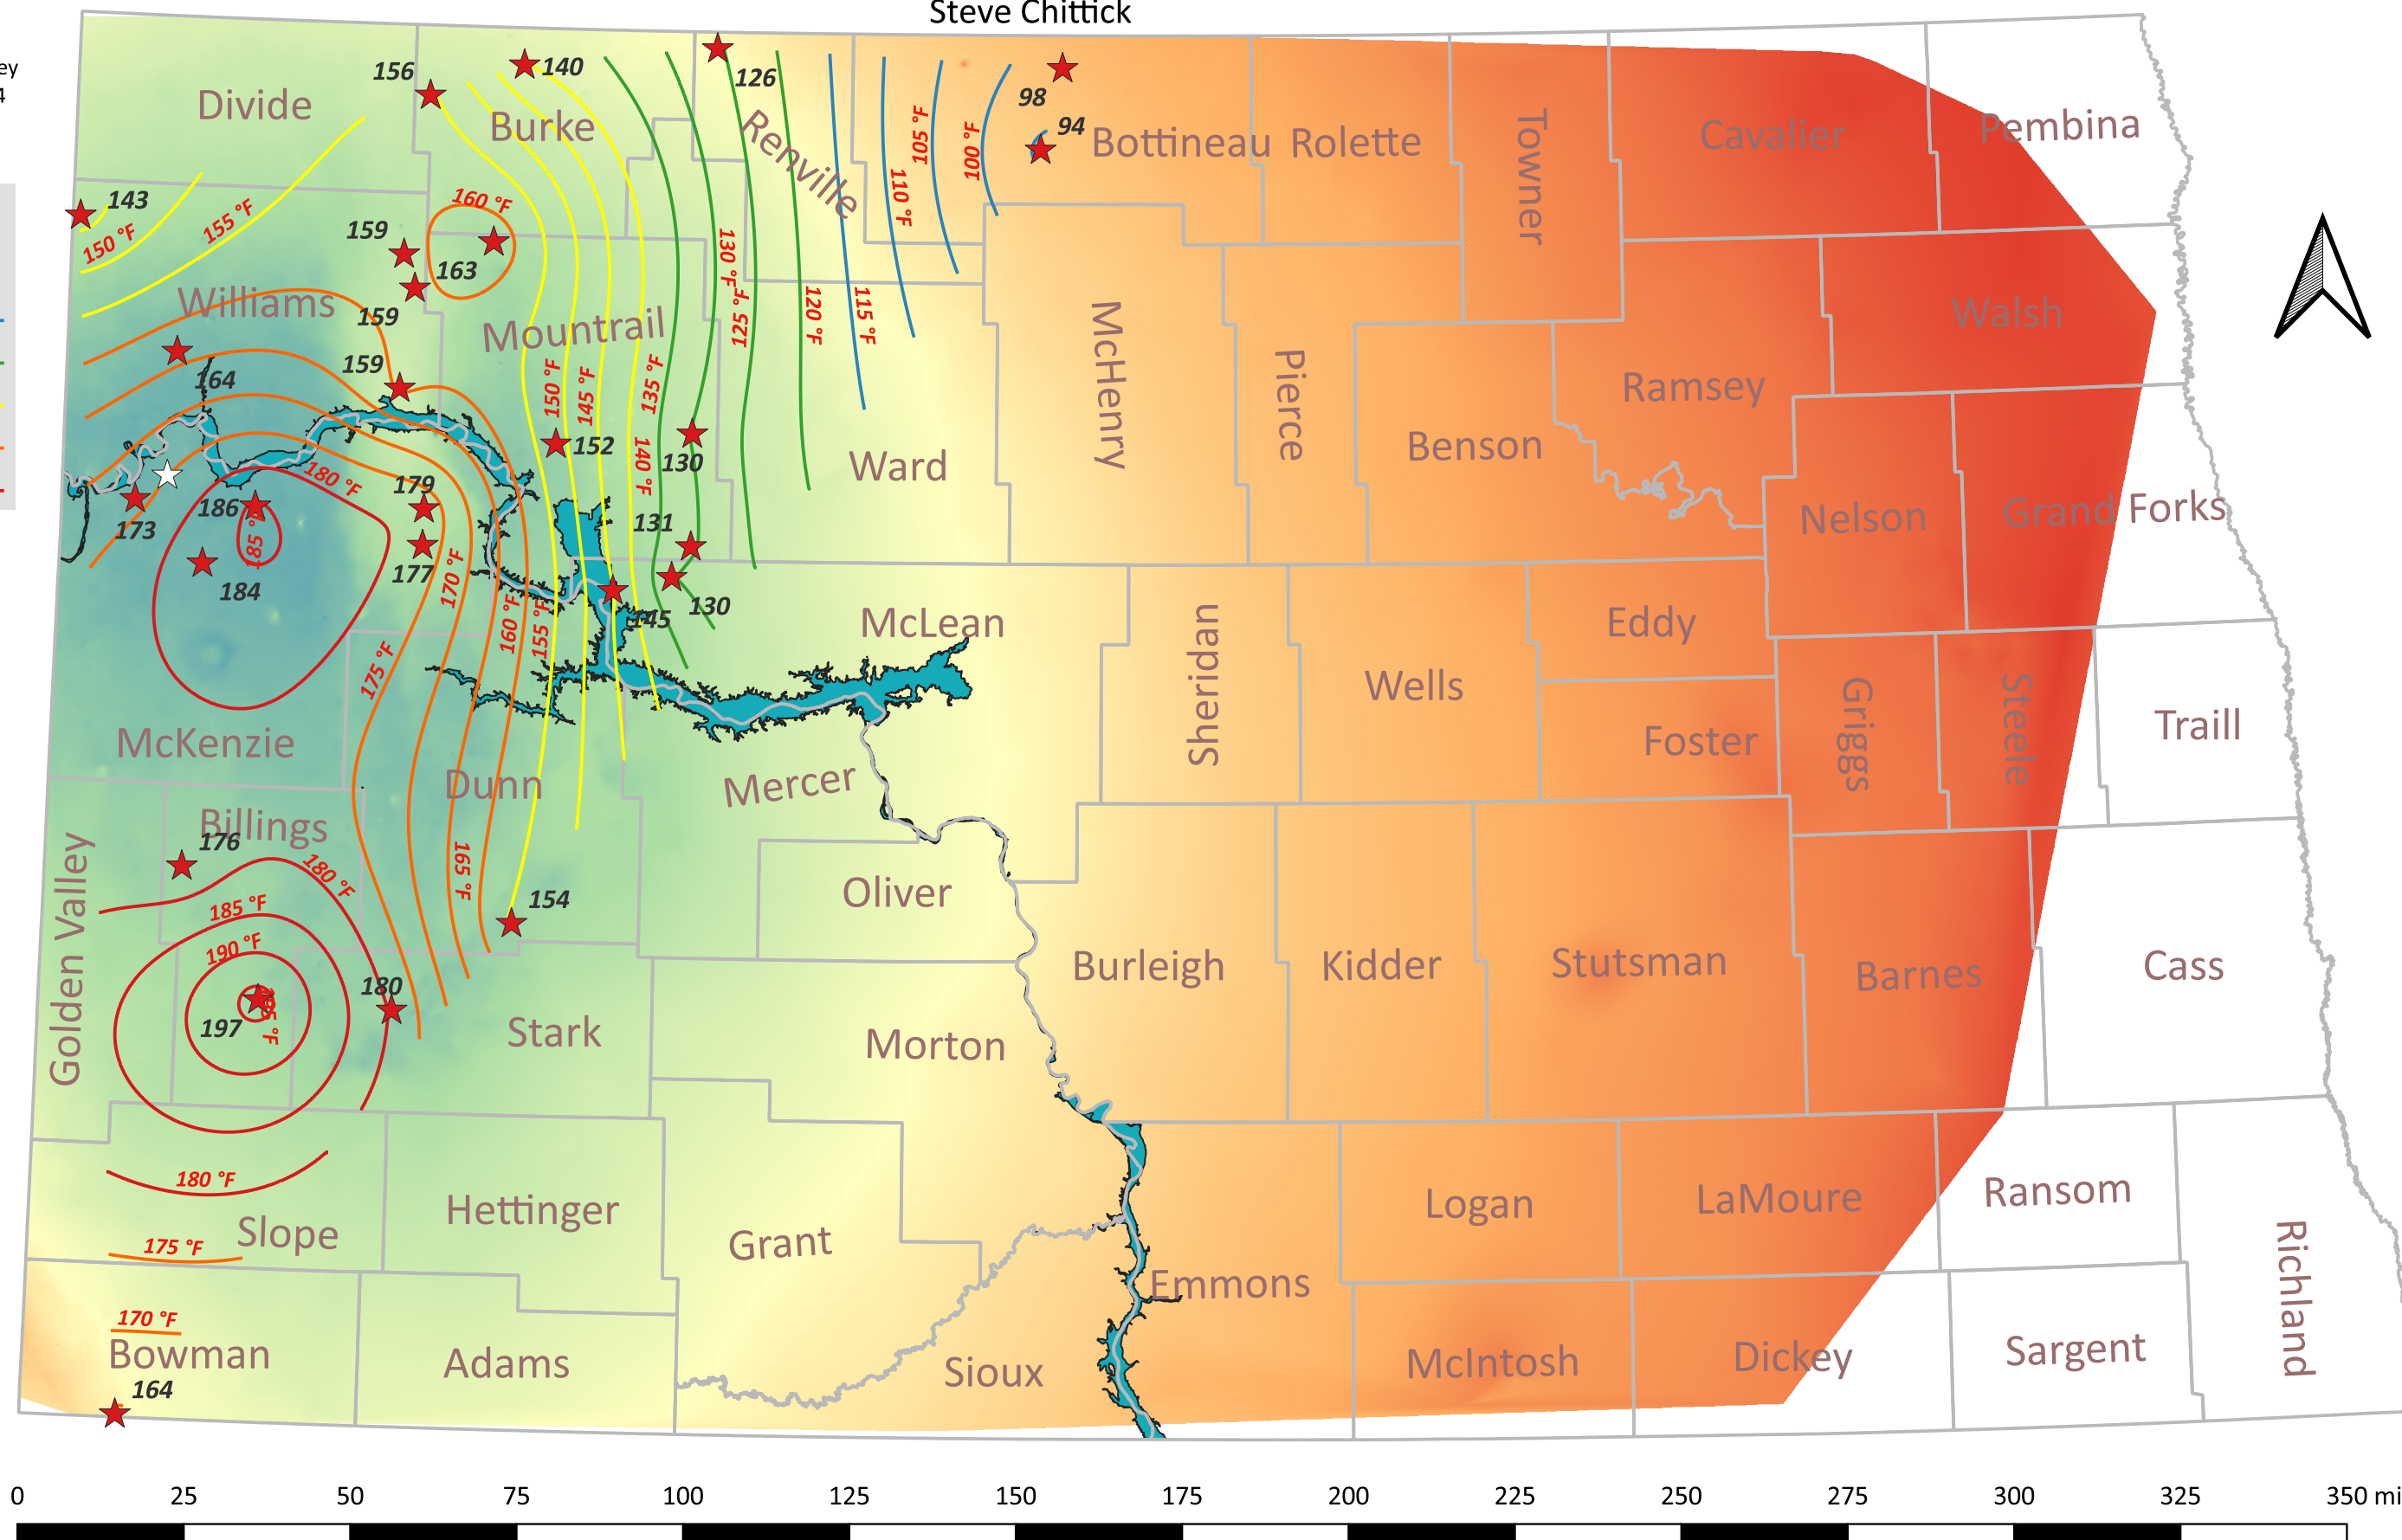 Steve Chittick
ey
4
156
140
126
98
94
Divide
Burke
Renville
Bottineau
Rolette
Towner
Cavalier
Pembina
105 °F
100 °F
110 °F
143
150 °F
155 °F
160 °F
159
163
159
Williams
Mountrail
130 °F
125 °F
120 °F
115 °F
McHenry
Pierce
Ramsey
Walsh
164
159
150 °F
145 °F
135 °F
140 °F
152
130
Ward
Benson
Nelson
Grand Forks
180 °F
179
186
185 °F
173
177
184
131
130
145
170 °F
160 °F
155 °F
175 °F
McLean
Sheridan
Wells
Eddy
Foster
Griggs
Steele
Traill
McKenzie
Dunn
Mercer
Billings
176
180 °F
165 °F
154
Golden Valley
185 °F
190 °F
197
180
Oliver
Burleigh
Kidder
Stutsman
Barnes
Cass
Stark
Morton
180 °F
175 °F
Slope
Hettinger
Grant
Emmons
Logan
LaMoure
Ransom
Richland
170 °F
Bowman
164
Adams
Sioux
McIntosh
Dickey
Sargent
0 25 50 75 100 125 150 175 200 225 250 275 300 325 350 mi